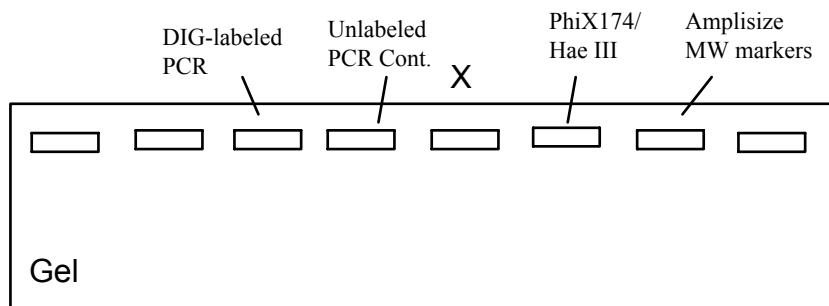 DIG-labeled
PCR
Unlabeled
PCR Cont.
X
PhiX174/
Hae III
Amplisize
MW markers
Gel